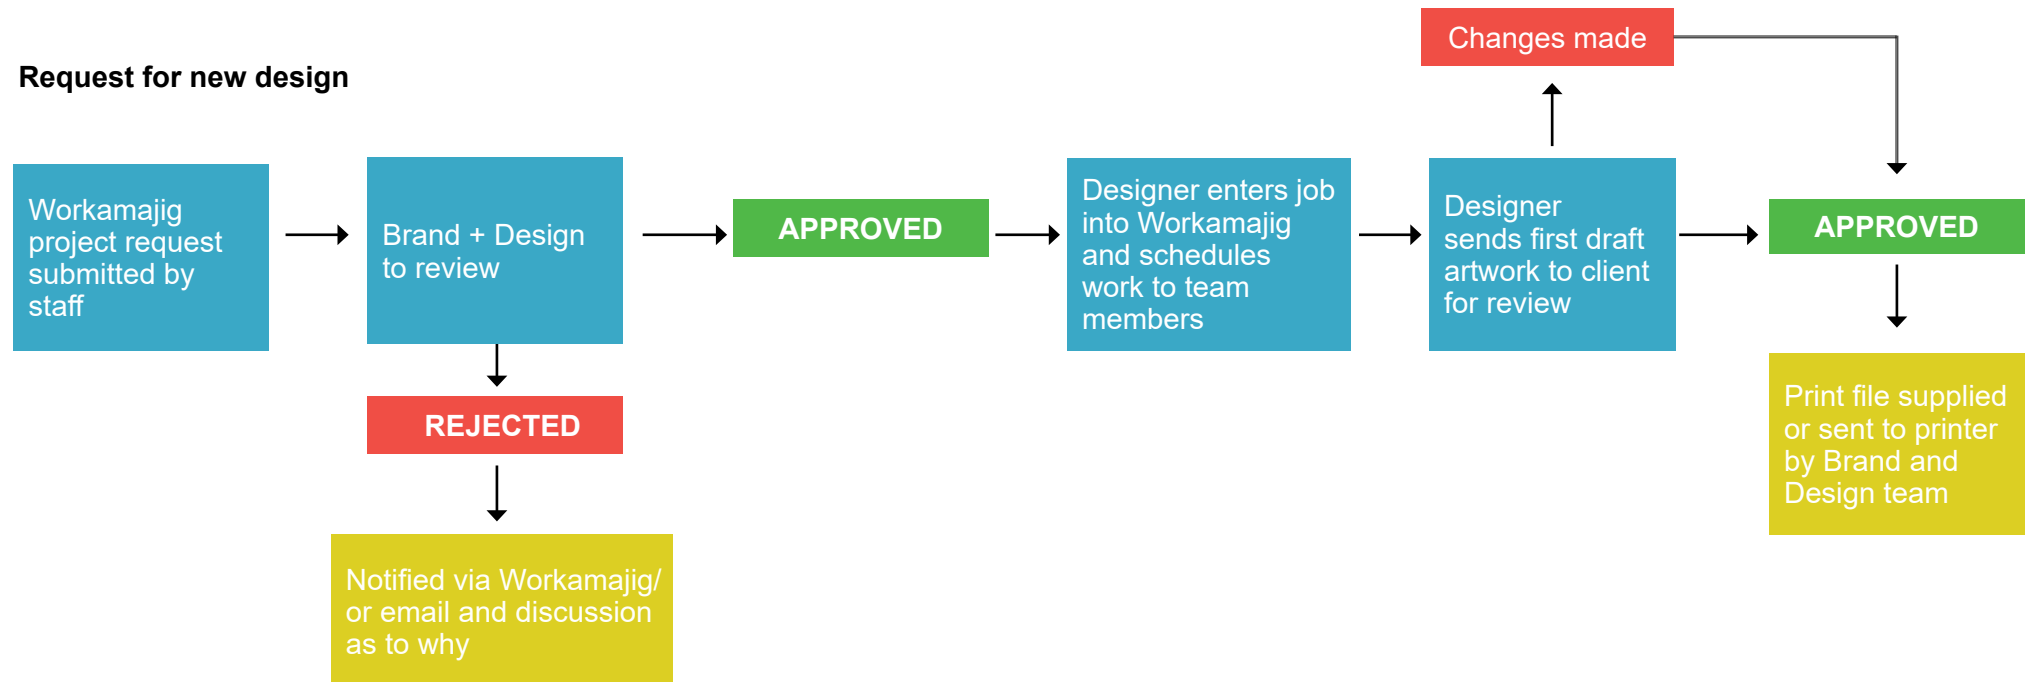 Request for new design
Workamajig
project request
submitted by
staff
Brand + Design
to review
REJECTED
Notified via Workamajig/
or email and discussion
as to why
APPROVED
Designer enters job
into Workamajig
and schedules
work to team
members
Designer
sends first draft
artwork to client
for review
Changes made
APPROVED
Print file supplied
or sent to printer
by Brand and
Design team